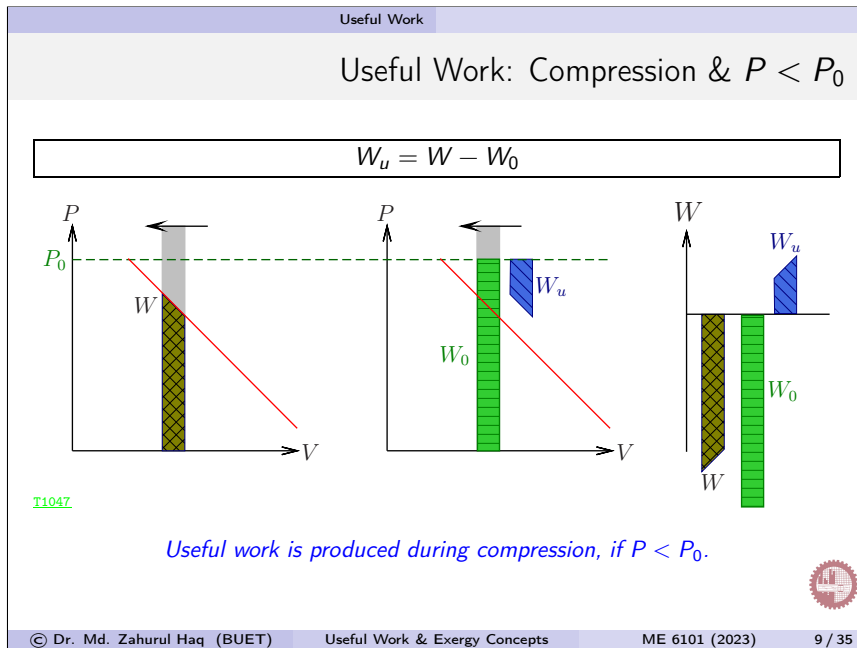 Useful Work
Useful Work: Compression & P < P₀
Wᵤ = W − W₀
P
P₀
W
V
P
W₀
Wᵤ
V
W
Wᵤ
W₀
W
T1047
Useful work is produced during compression, if P < P₀.
© Dr. Md. Zahurul Haq (BUET) Useful Work & Exergy Concepts ME 6101 (2023) 9 / 35